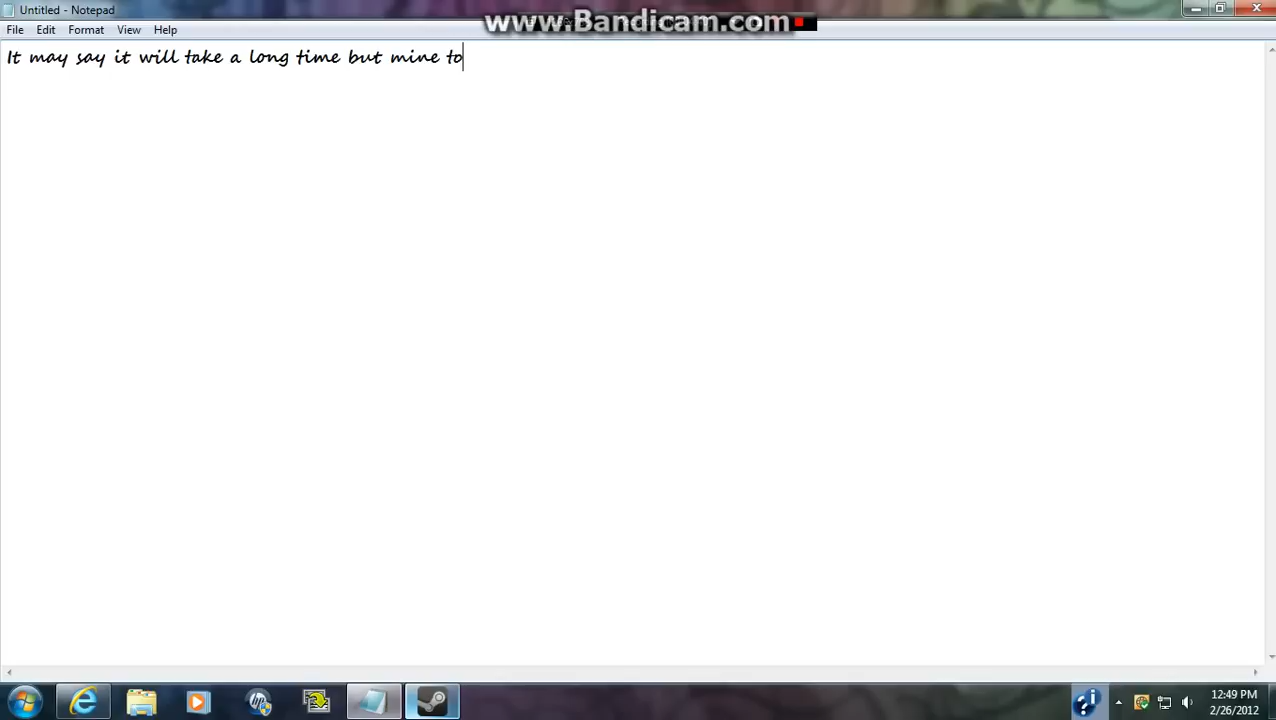 Untitled - Notepad
www.Bandicam.com
File Edit Format View Help
It may say it will take a long time but mine to
12:49 PM
2/26/2012